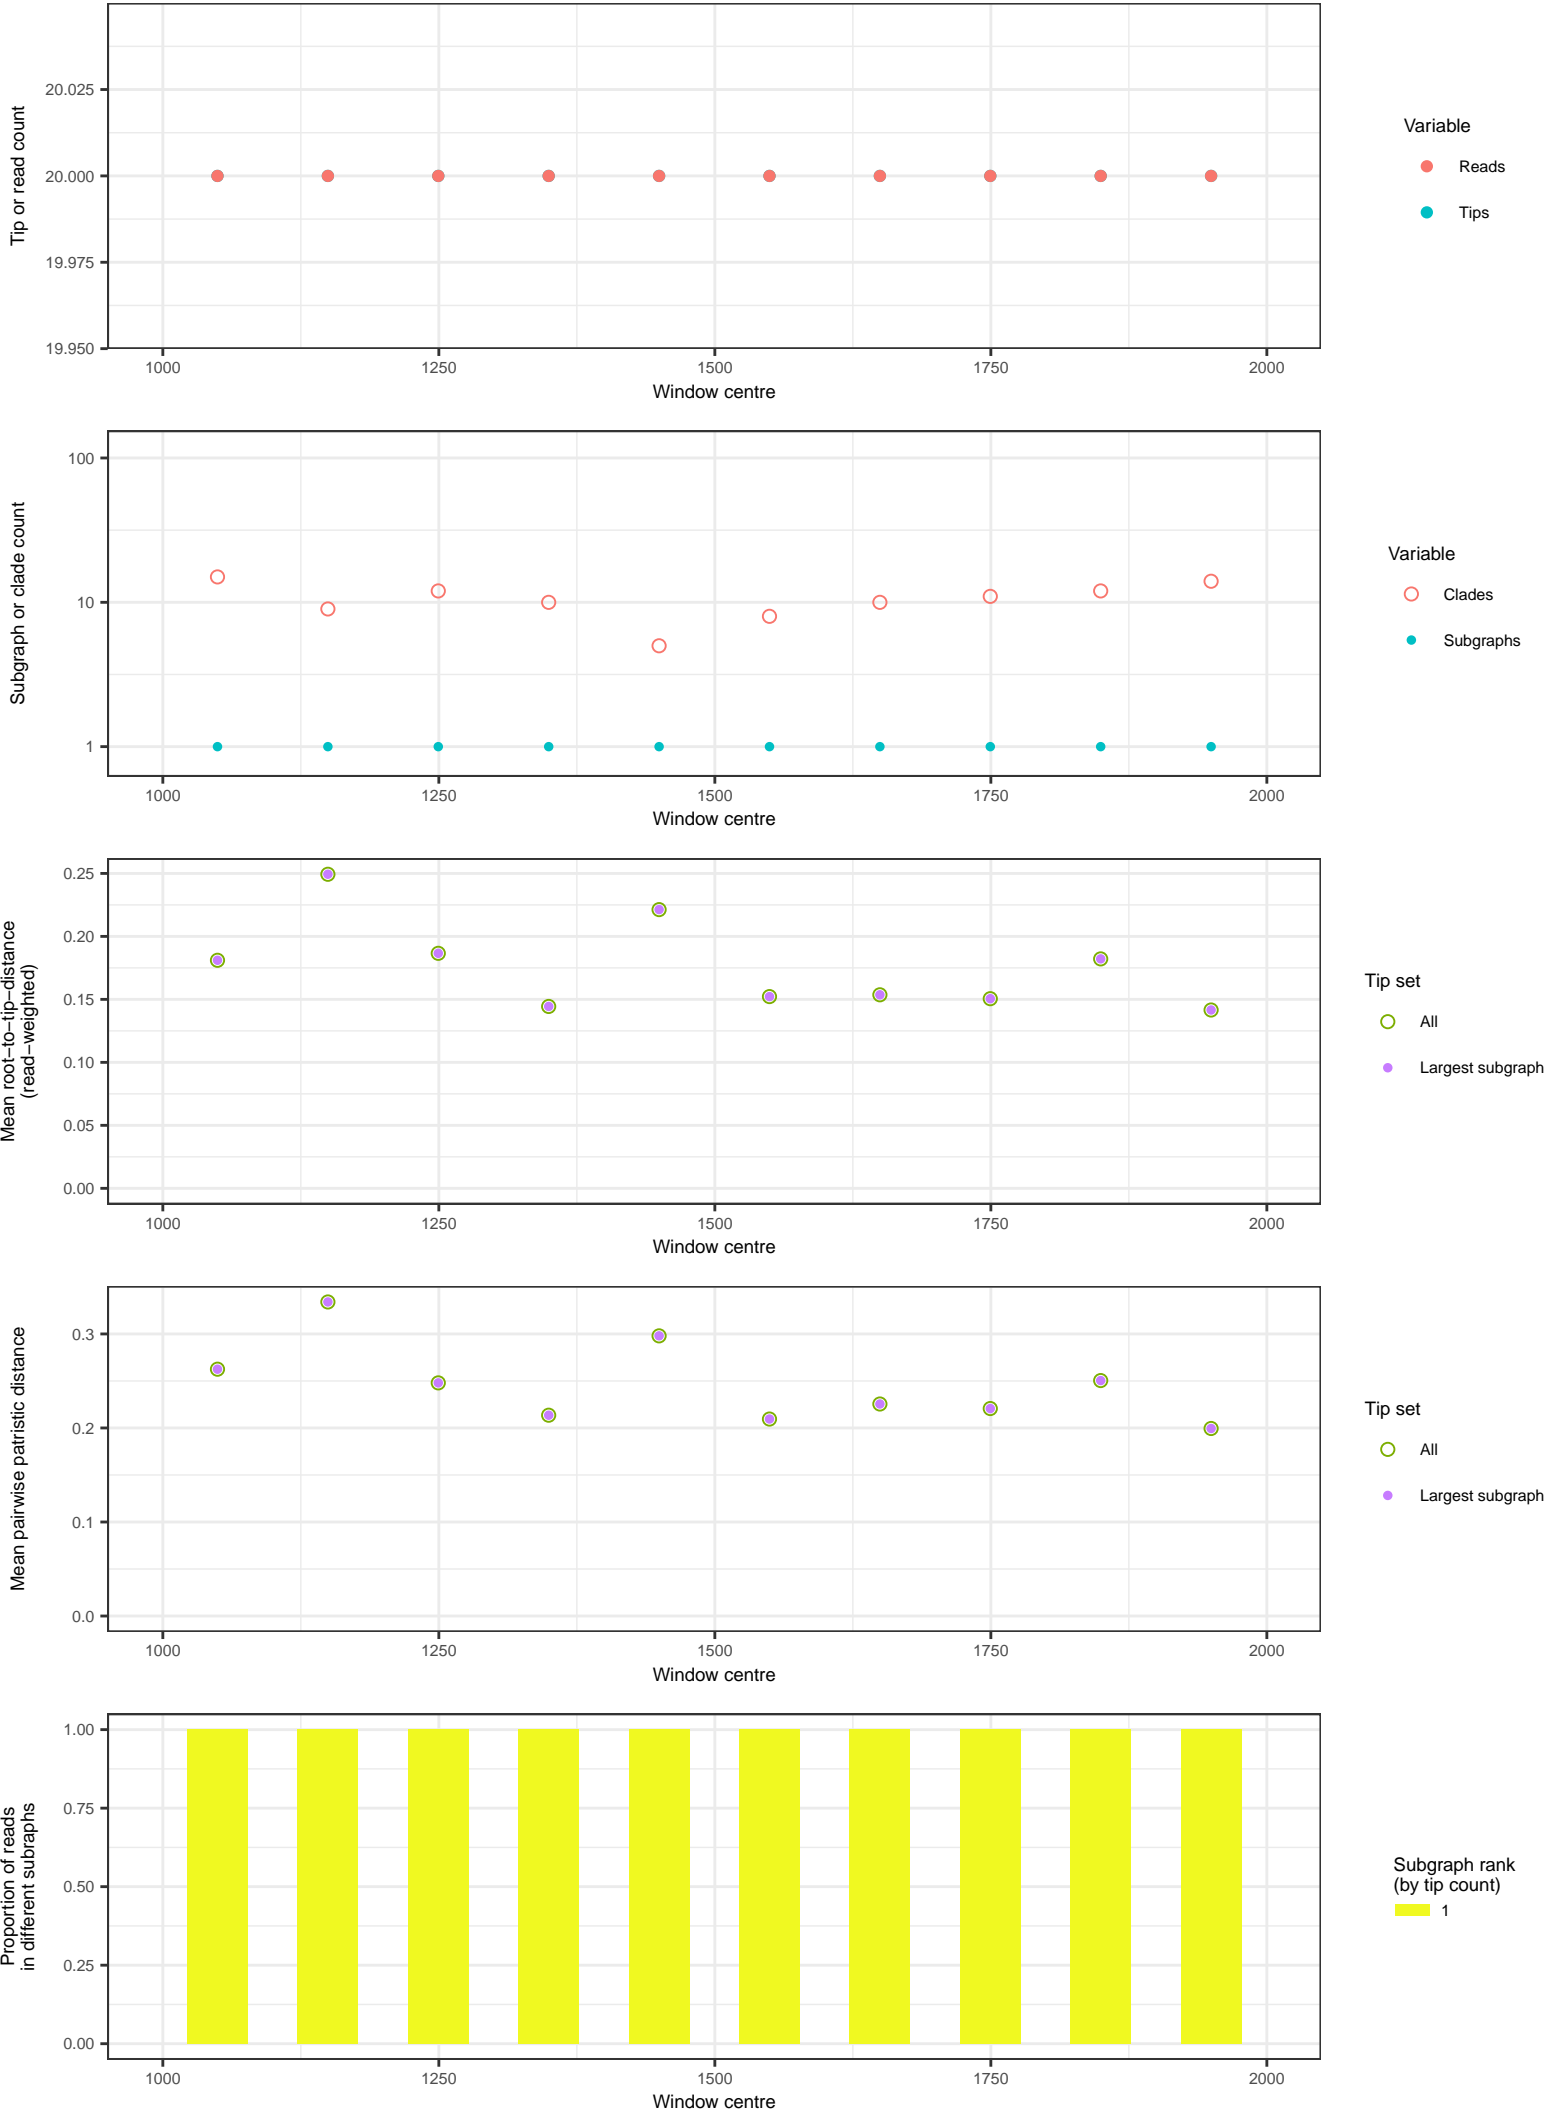 Tip or read count
20.025
20.000
19.975
19.950
1000 1250 1500 1750 2000
Window centre
Variable
Reads
Tips
Subgraph or clade count
100
10
1
1000 1250 1500 1750 2000
Window centre
Variable
Clades
Subgraphs
Mean root−to−tip−distance
(read−weighted)
0.25
0.20
0.15
0.10
0.05
0.00
1000 1250 1500 1750 2000
Window centre
Tip set
All
Largest subgraph
Mean pairwise patristic distance
0.3
0.2
0.1
0.0
1000 1250 1500 1750 2000
Window centre
Tip set
All
Largest subgraph
Proportion of reads
in different subraphs
1.00
0.75
0.50
0.25
0.00
1000 1250 1500 1750 2000
Window centre
Subgraph rank
(by tip count)
1